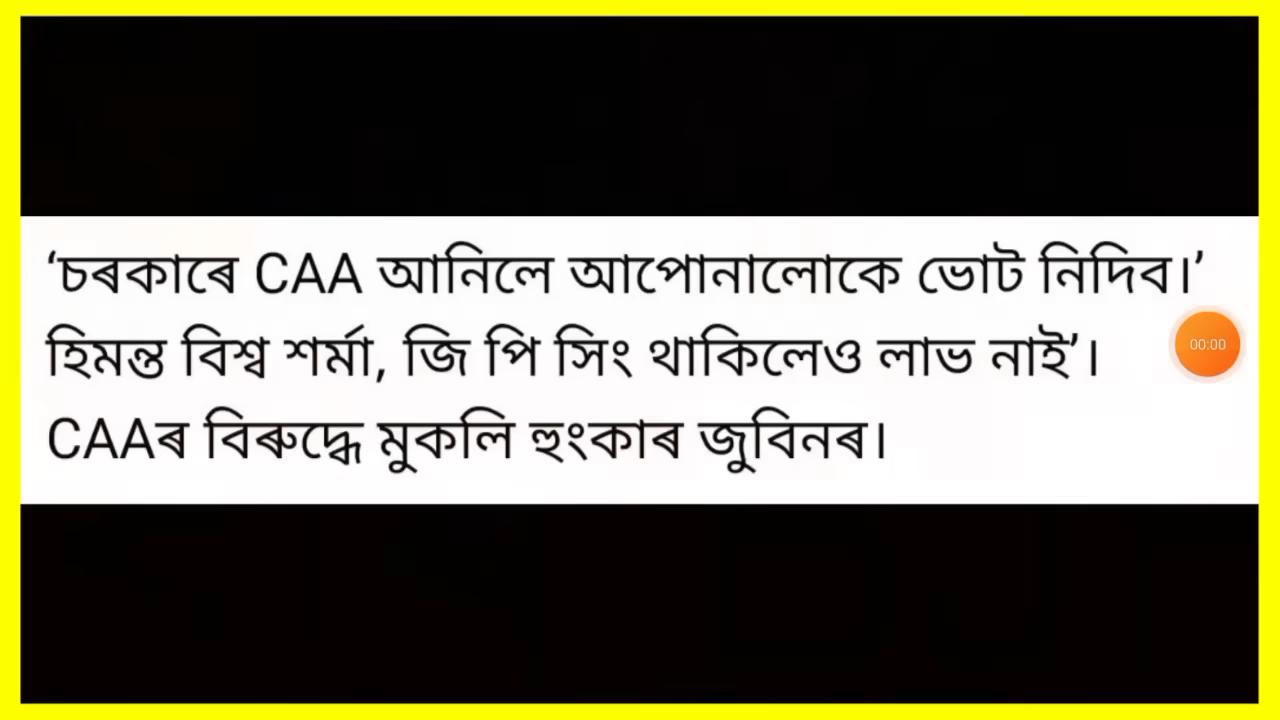 ‘চৰকাৰে CAA আনিলে আপোনালোকে ভোট নিদিব।’
হিমন্ত বিশ্ব শৰ্মা, জি পি সিং থাকিলেও লাভ নাই’।
00:00
CAAৰ বিৰুদ্ধে মুকলি হুংকাৰ জুবিনৰ।